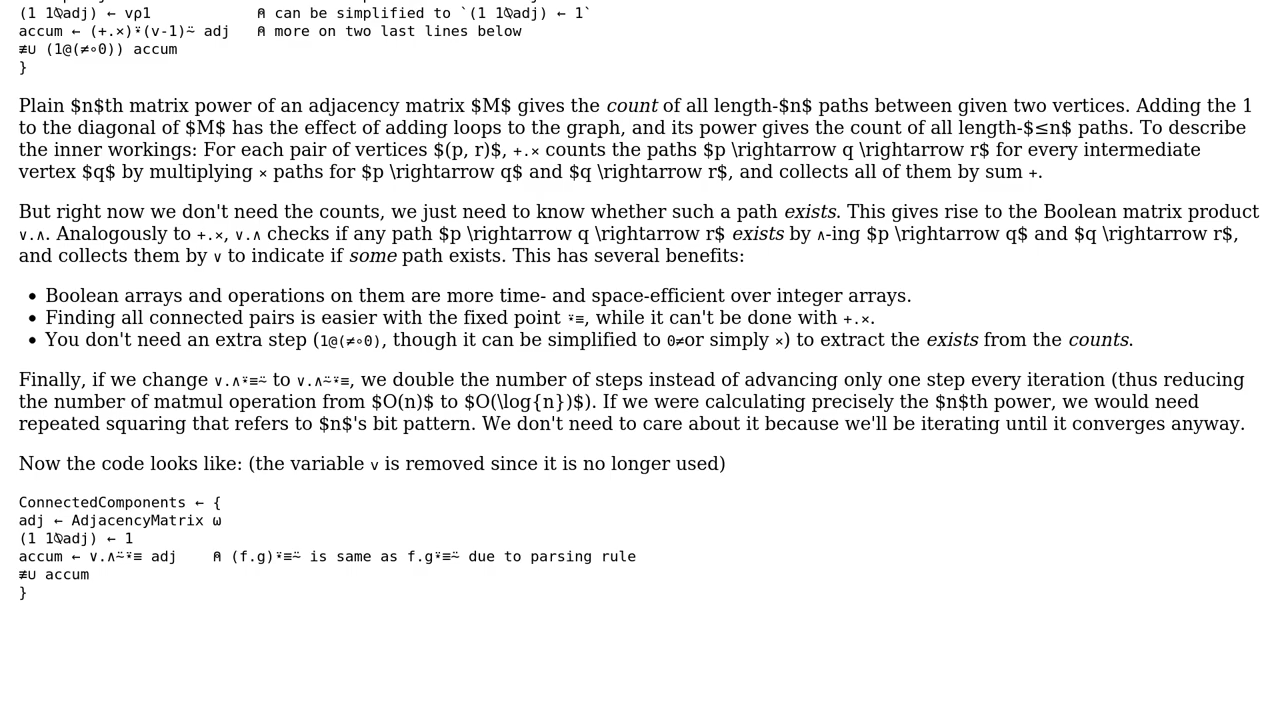 (1 1⍉adj) ← v⍴1 ⍝ can be simplified to `(1 1⍉adj) ← 1`
accum ← (+.×)⍣(v-1)⍨ adj ⍝ more on two last lines below
≢∪ (1@(≠∘0)) accum
}
Plain $n$th matrix power of an adjacency matrix $M$ gives the count of all length-$n$ paths between given two vertices. Adding the 1
to the diagonal of $M$ has the effect of adding loops to the graph, and its power gives the count of all length-$≤n$ paths. To describe
the inner workings: For each pair of vertices $(p, r)$, +.× counts the paths $p \rightarrow q \rightarrow r$ for every intermediate
vertex $q$ by multiplying × paths for $p \rightarrow q$ and $q \rightarrow r$, and collects all of them by sum +.
But right now we don't need the counts, we just need to know whether such a path exists. This gives rise to the Boolean matrix product
∨.∧. Analogously to +.×, ∨.∧ checks if any path $p \rightarrow q \rightarrow r$ exists by ∧-ing $p \rightarrow q$ and $q \rightarrow r$,
and collects them by ∨ to indicate if some path exists. This has several benefits:
• Boolean arrays and operations on them are more time- and space-efficient over integer arrays.
• Finding all connected pairs is easier with the fixed point ⍣≡, while it can't be done with +.×.
• You don't need an extra step (1@(≠∘0), though it can be simplified to 0≠or simply ×) to extract the exists from the counts.
Finally, if we change ∨.∧⍣≡⍨ to ∨.∧⍨⍣≡, we double the number of steps instead of advancing only one step every iteration (thus reducing
the number of matmul operation from $O(n)$ to $O(\log{n})$). If we were calculating precisely the $n$th power, we would need
repeated squaring that refers to $n$'s bit pattern. We don't need to care about it because we'll be iterating until it converges anyway.
Now the code looks like: (the variable v is removed since it is no longer used)
ConnectedComponents ← {
adj ← AdjacencyMatrix ⍵
(1 1⍉adj) ← 1
accum ← ∨.∧⍨⍣≡ adj ⍝ (f.g)⍣≡⍨ is same as f.g⍣≡⍨ due to parsing rule
≢∪ accum
}